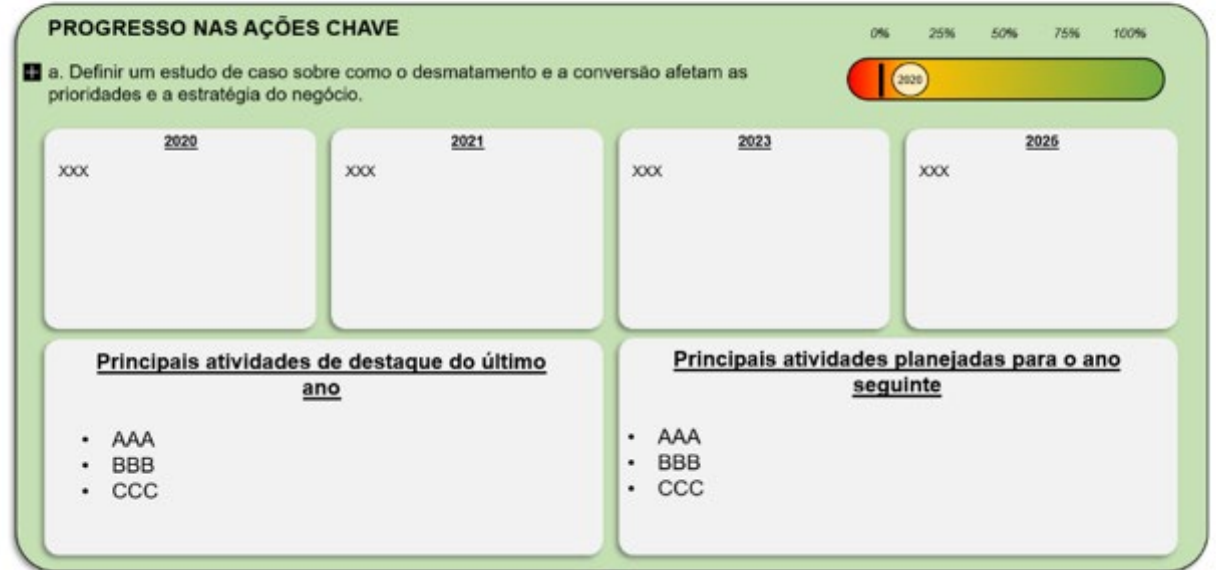 PROGRESSO NAS AÇÕES CHAVE
0% 25% 50% 75% 100%
a. Definir um estudo de caso sobre como o desmatamento e a conversão afetam as
prioridades e a estratégia do negócio.
2020
2020
XXX
2021
XXX
2023
XXX
2025
XXX
Principais atividades de destaque do último
ano
• AAA
• BBB
• CCC
Principais atividades planejadas para o ano
seguinte
• AAA
• BBB
• CCC